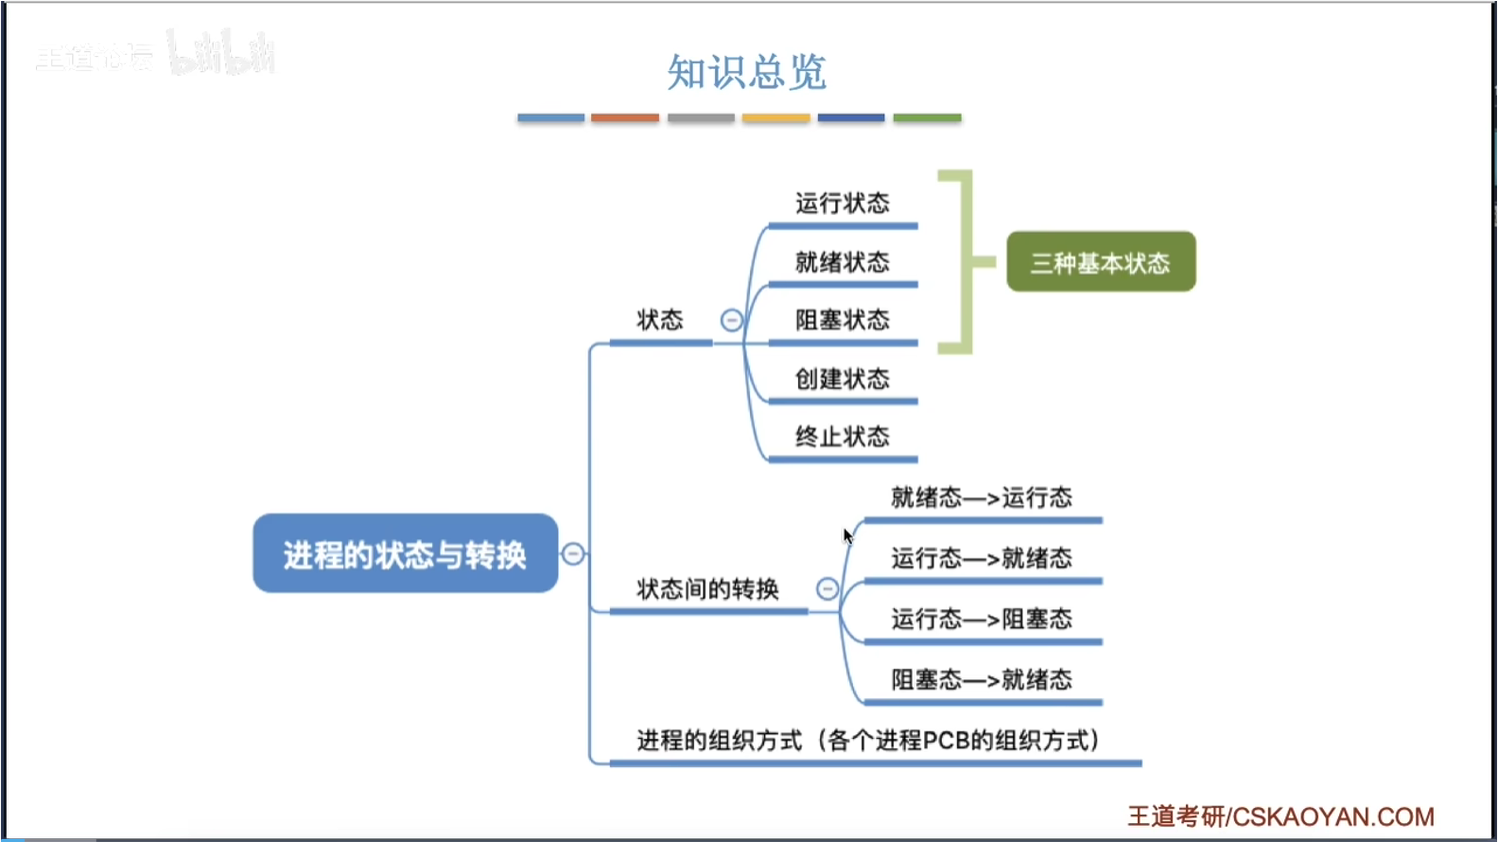 王道论坛 bilibili
知识总览
运行状态
就绪状态
三种基本状态
状态
阻塞状态
创建状态
终止状态
就绪态—>运行态
进程的状态与转换
运行态—>就绪态
状态间的转换
运行态—>阻塞态
阻塞态—>就绪态
进程的组织方式（各个进程PCB的组织方式）
王道考研/CSKAOYAN.COM